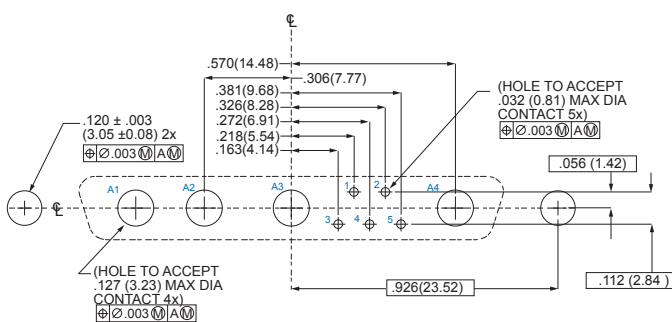 ℄
.570(14.48)
.306(7.77)
.381(9.68)
.326(8.28)
.272(6.91)
.218(5.54)
.163(4.14)
(HOLE TO ACCEPT
.032 (0.81) MAX DIA
CONTACT 5x)
⌖ ∅.003 Ⓜ A Ⓜ
.120 ± .003
(3.05 ±0.08) 2x
⌖ ∅.003 Ⓜ A Ⓜ
.056 (1.42)
A1
A2
A3
1
2
A4
℄
3
4
5
(HOLE TO ACCEPT
.127 (3.23) MAX DIA
CONTACT 4x)
⌖ ∅.003 Ⓜ A Ⓜ
.926(23.52)
.112 (2.84 )